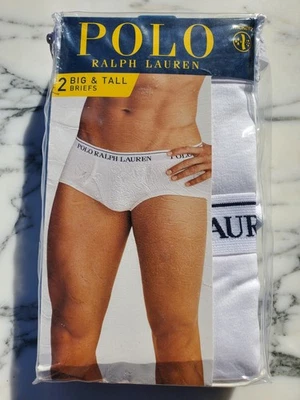 POLO
RALPH LAUREN
2 BIG & TALL
BRIEFS
POLO RALPH LAUREN
POLO
AUR